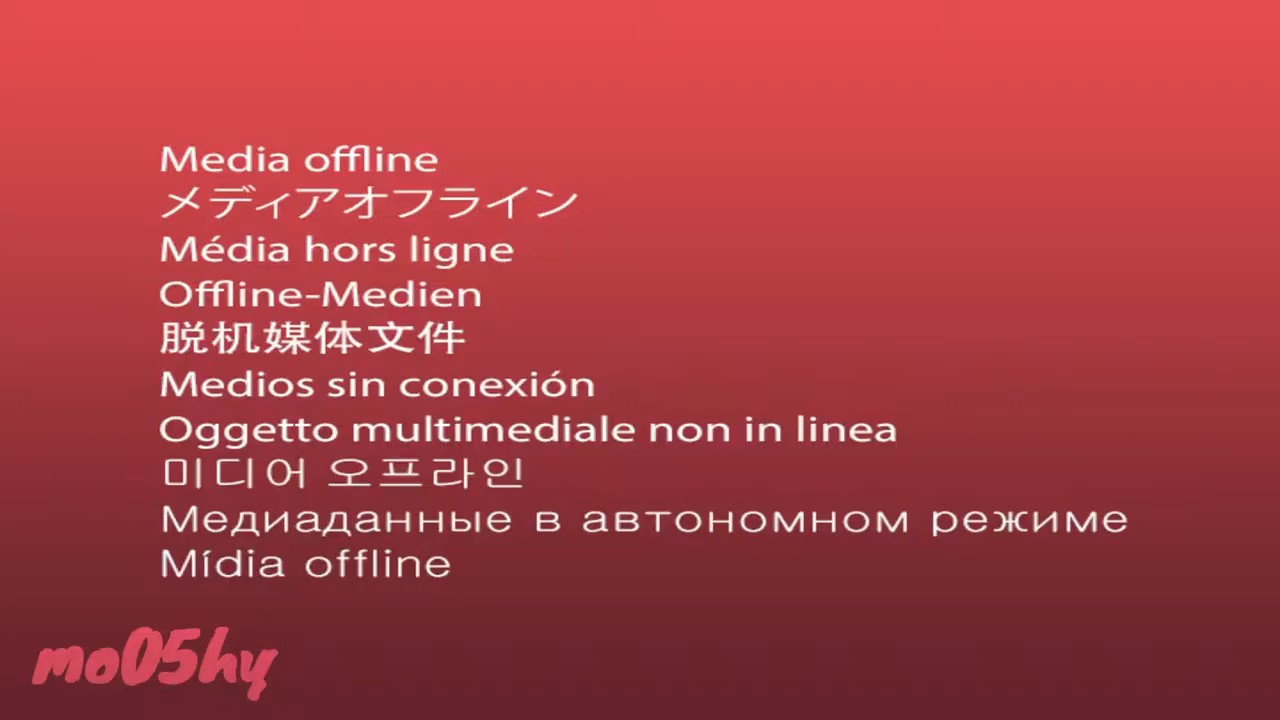 Media offline
メディアオフライン
Média hors ligne
Offline-Medien
脱机媒体文件
Medios sin conexión
Oggetto multimediale non in linea
미디어 오프라인
Медиаданные в автономном режиме
Mídia offline
mo05hy